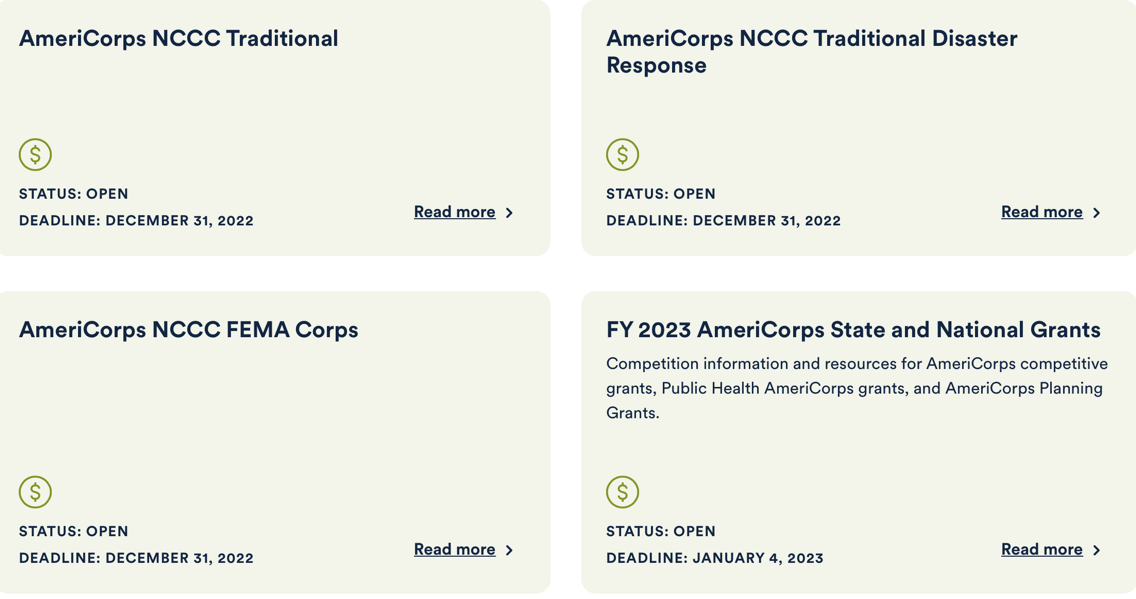 AmeriCorps NCCC Traditional
$
STATUS: OPEN
DEADLINE: DECEMBER 31, 2022
Read more
AmeriCorps NCCC Traditional Disaster
Response
$
STATUS: OPEN
DEADLINE: DECEMBER 31, 2022
Read more
AmeriCorps NCCC FEMA Corps
$
STATUS: OPEN
DEADLINE: DECEMBER 31, 2022
Read more
FY 2023 AmeriCorps State and National Grants
Competition information and resources for AmeriCorps competitive
grants, Public Health AmeriCorps grants, and AmeriCorps Planning
Grants.
$
STATUS: OPEN
DEADLINE: JANUARY 4, 2023
Read more